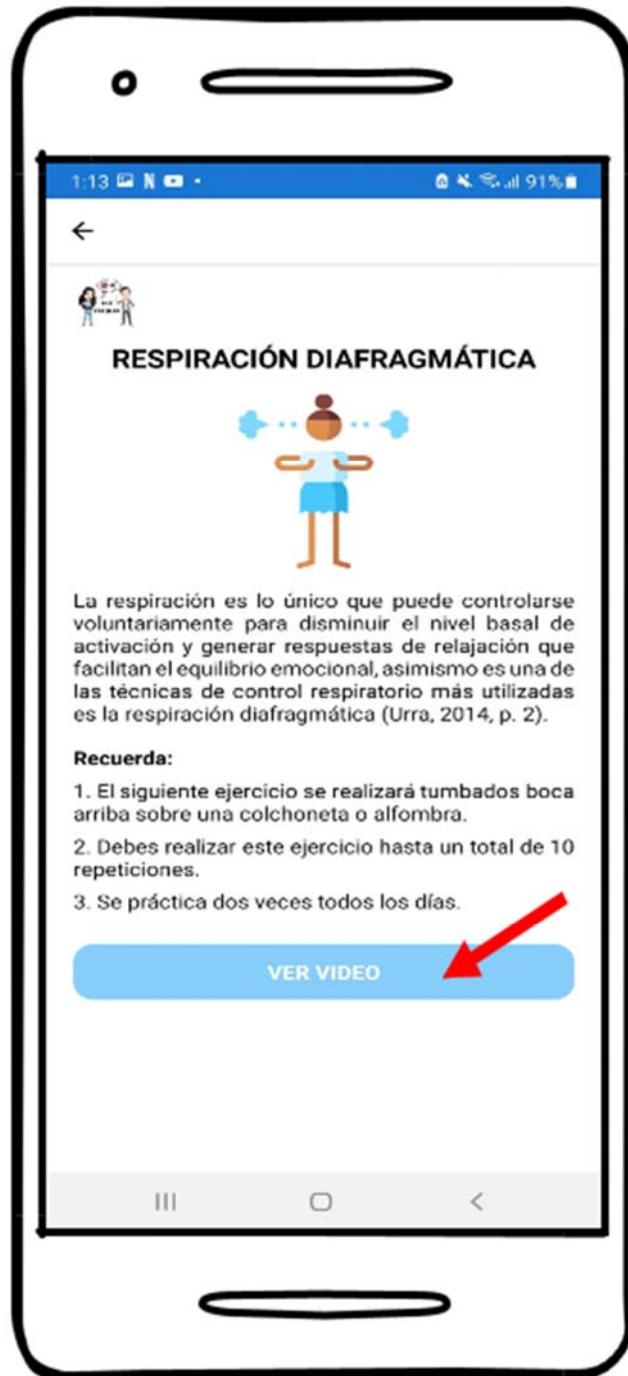 1:13
91%
RESPIRACIÓN DIAFRAGMÁTICA
La respiración es lo único que puede controlarse
voluntariamente para disminuir el nivel basal de
activación y generar respuestas de relajación que
facilitan el equilibrio emocional, asimismo es una de
las técnicas de control respiratorio más utilizadas
es la respiración diafragmática (Urra, 2014, p. 2).
Recuerda:
1. El siguiente ejercicio se realizará tumbados boca
arriba sobre una colchoneta o alfombra.
2. Debes realizar este ejercicio hasta un total de 10
repeticiones.
3. Se práctica dos veces todos los días.
VER VIDEO